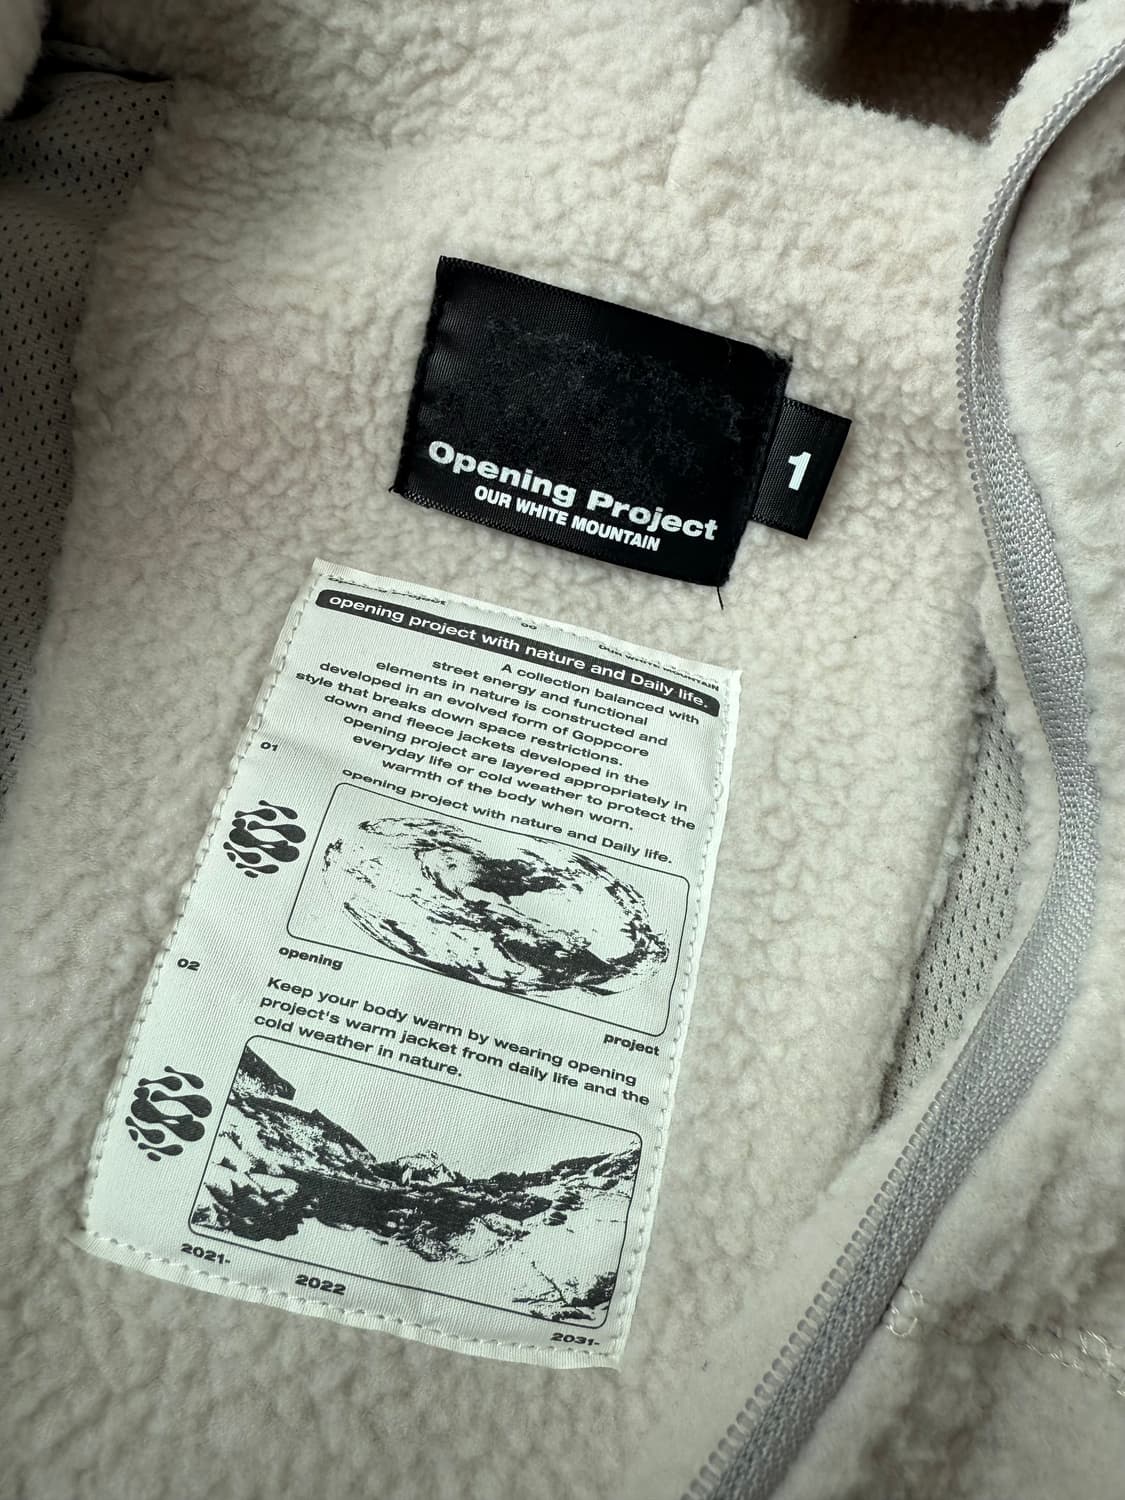 Opening Project
OUR WHITE MOUNTAIN
1
opening Project
OUR WHITE MOUNTAIN
opening project with nature and Daily life.
A collection balanced with
street energy and functional
elements in nature is constructed and
developed in an evolved form of Goppcore
style that breaks down space restrictions.
down and fleece jackets developed in the
opening project are layered appropriately in
everyday life or cold weather to protect the
warmth of the body when worn.
01
opening project with nature and Daily life.
opening
project
02
Keep your body warm by wearing opening
project's warm jacket from daily life and the
cold weather in nature.
2021-
2022
2031-